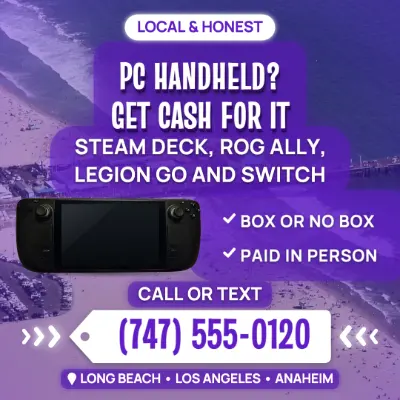 LOCAL & HONEST
PC HANDHELD?
GET CASH FOR IT
STEAM DECK, ROG ALLY,
LEGION GO AND SWITCH
BOX OR NO BOX
PAID IN PERSON
CALL OR TEXT
(747) 555-0120
LONG BEACH • LOS ANGELES • ANAHEIM